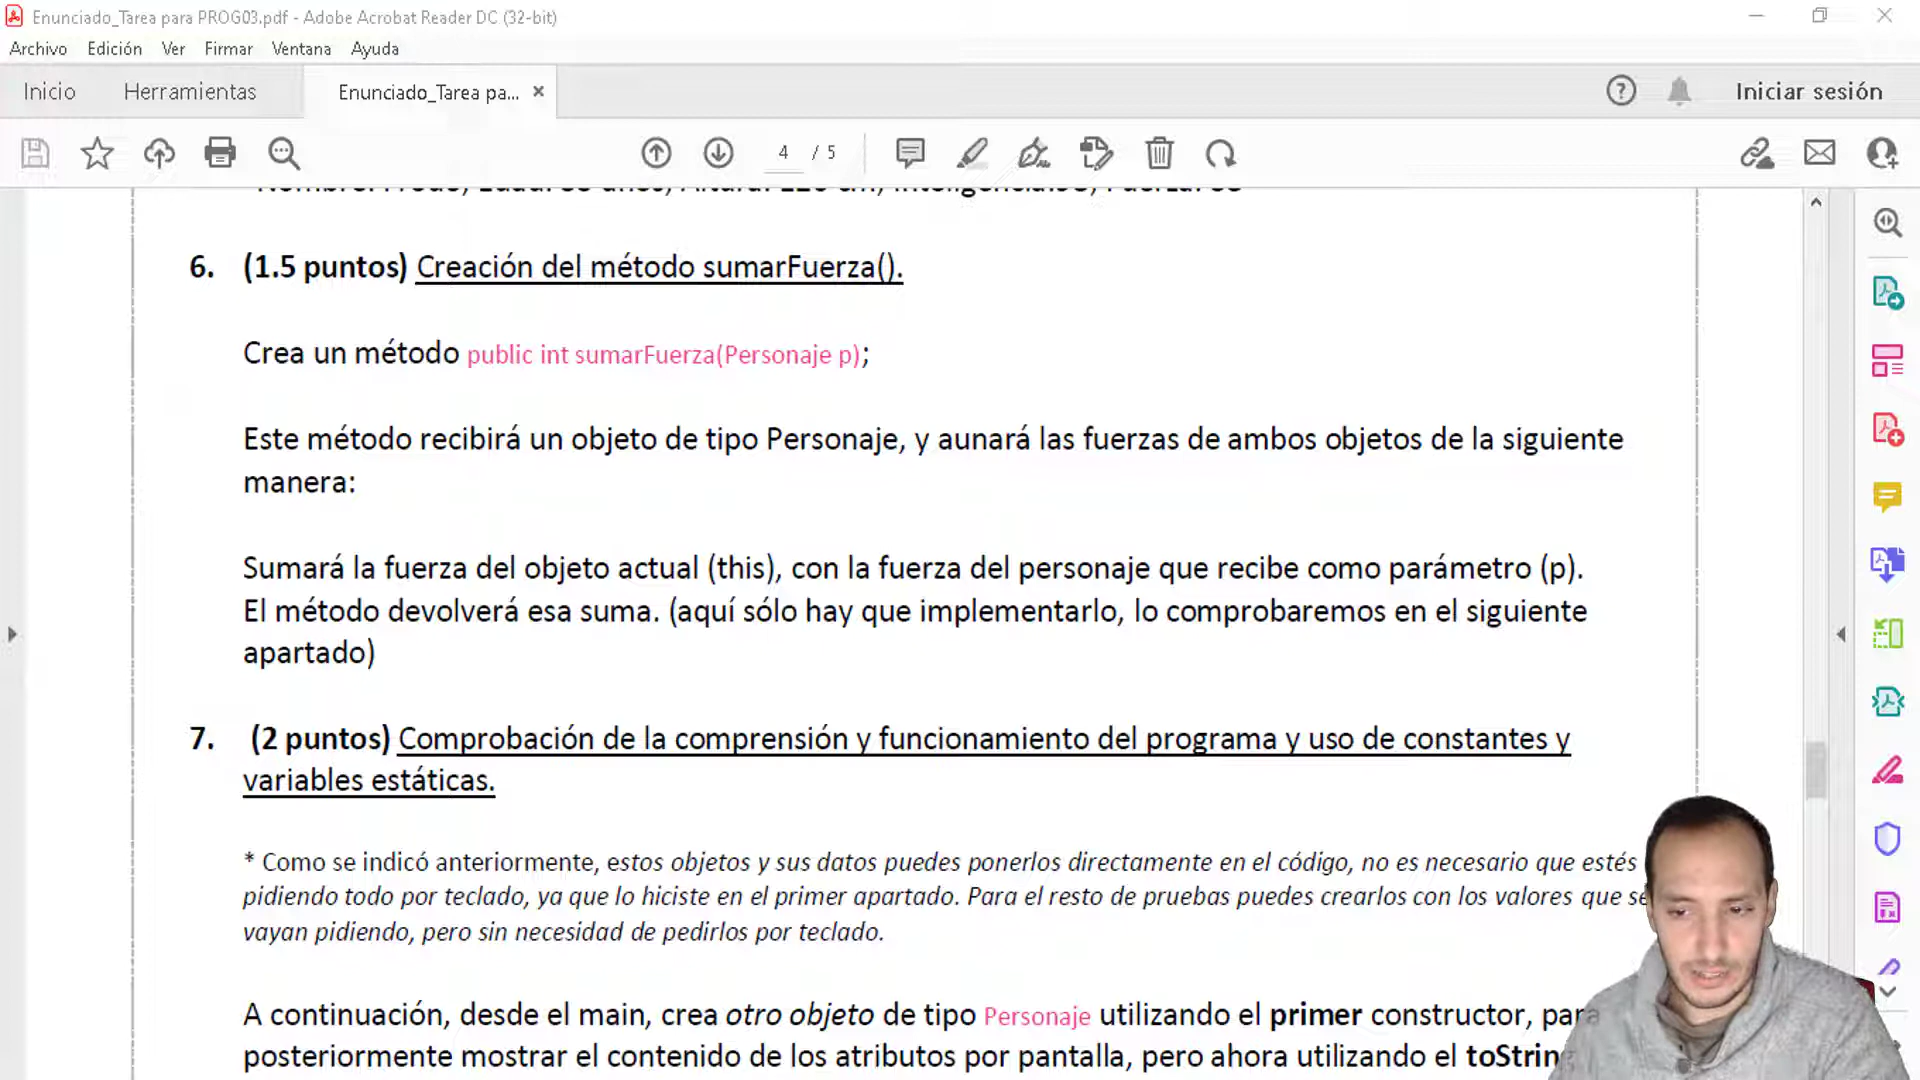 Enunciado_Tarea para PROG03.pdf - Adobe Acrobat Reader DC (32-bit)
Archivo Edición Ver Firmar Ventana Ayuda
Inicio Herramientas Enunciado_Tarea pa... × Iniciar sesión
4 / 5
6. (1.5 puntos) Creación del método sumarFuerza().
Crea un método public int sumarFuerza(Personaje p);
Este método recibirá un objeto de tipo Personaje, y aunará las fuerzas de ambos objetos de la siguiente
manera:
Sumará la fuerza del objeto actual (this), con la fuerza del personaje que recibe como parámetro (p).
El método devolverá esa suma. (aquí sólo hay que implementarlo, lo comprobaremos en el siguiente
apartado)
7. (2 puntos) Comprobación de la comprensión y funcionamiento del programa y uso de constantes y
variables estáticas.
* Como se indicó anteriormente, estos objetos y sus datos puedes ponerlos directamente en el código, no es necesario que estés
pidiendo todo por teclado, ya que lo hiciste en el primer apartado. Para el resto de pruebas puedes crearlos con los valores que se
vayan pidiendo, pero sin necesidad de pedirlos por teclado.
A continuación, desde el main, crea otro objeto de tipo Personaje utilizando el primer constructor, para
posteriormente mostrar el contenido de los atributos por pantalla, pero ahora utilizando el toString